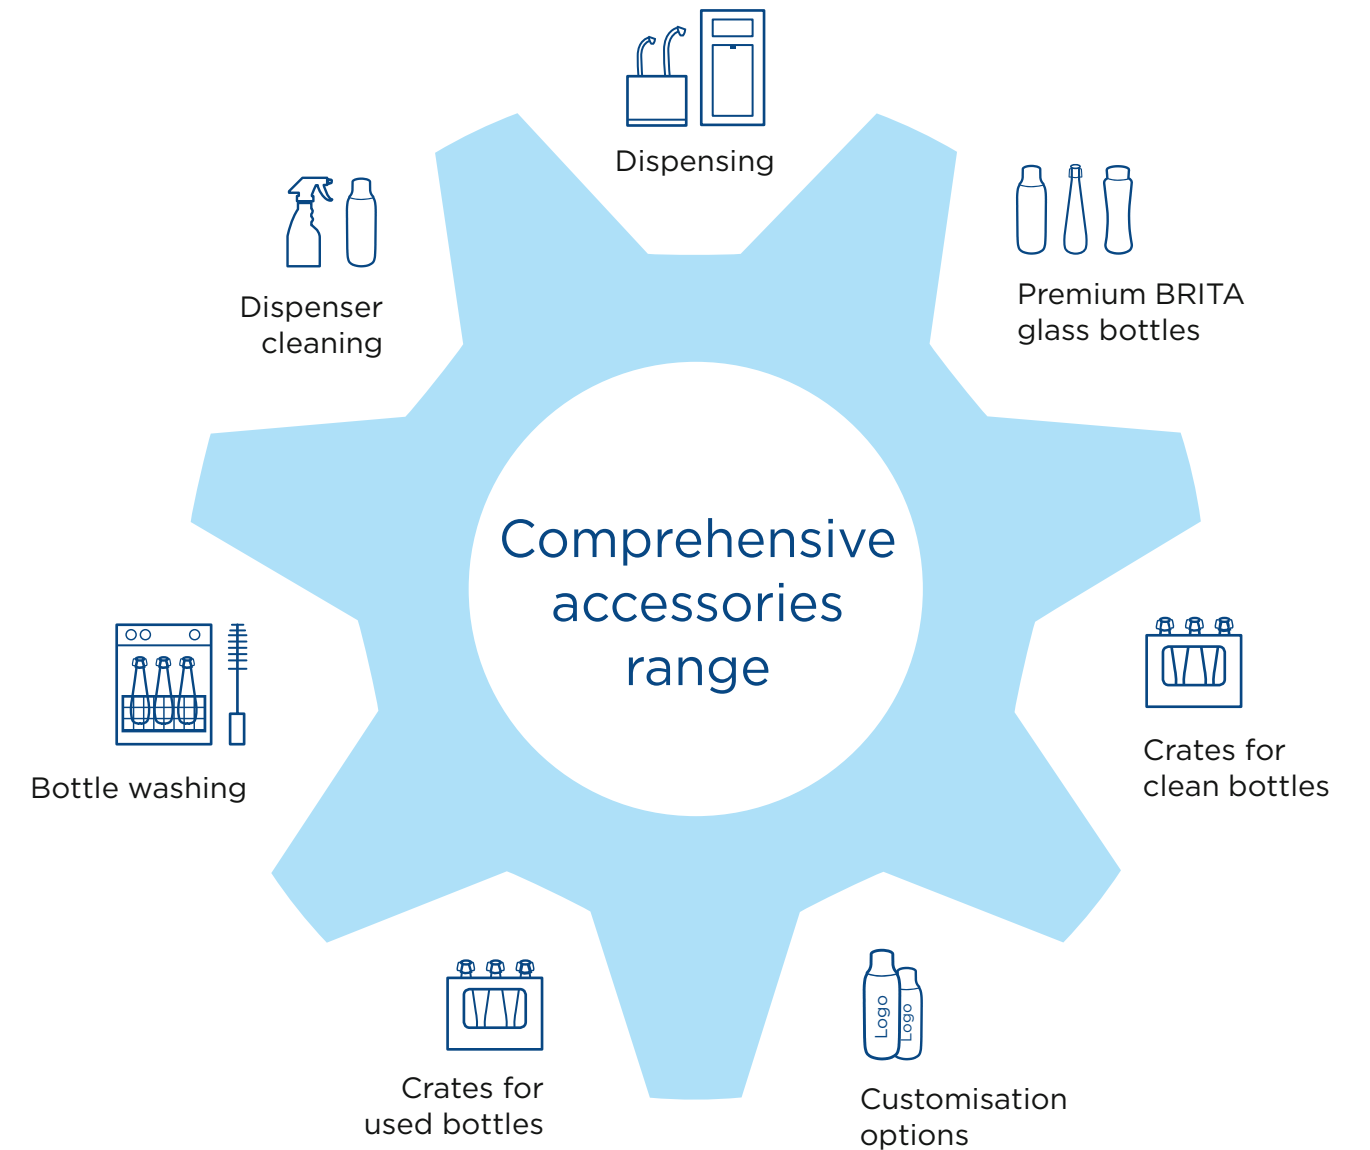 Dispensing
Premium BRITA
glass bottles
Dispenser
cleaning
Comprehensive
accessories
range
Crates for
clean bottles
Bottle washing
Logo
Logo
Crates for
used bottles
Customisation
options